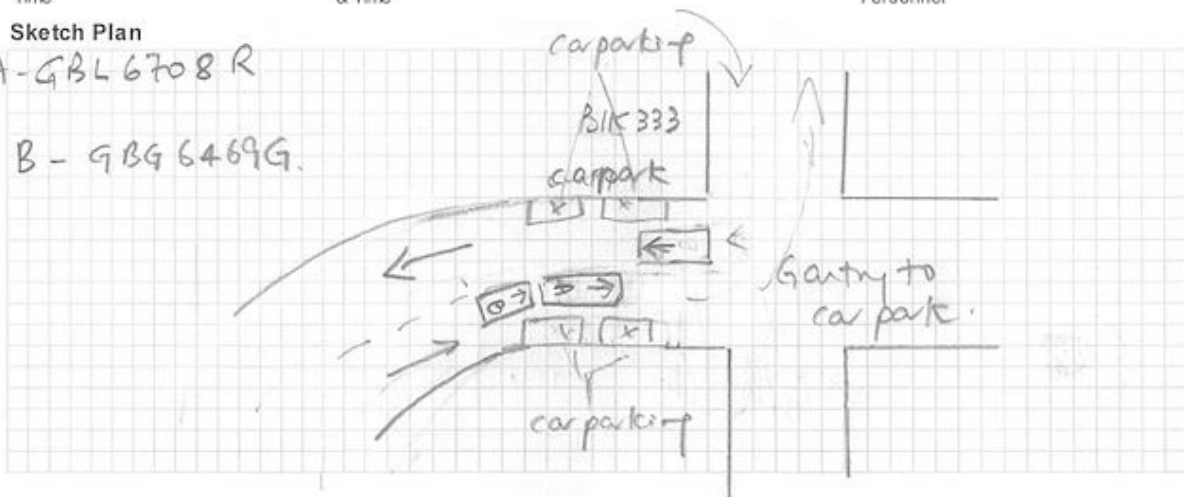 Sketch Plan
A - GBL 6708 R
B - GBG 6469G.
carparking
Blk 333
carpark
Gantry to
car park.
carparking